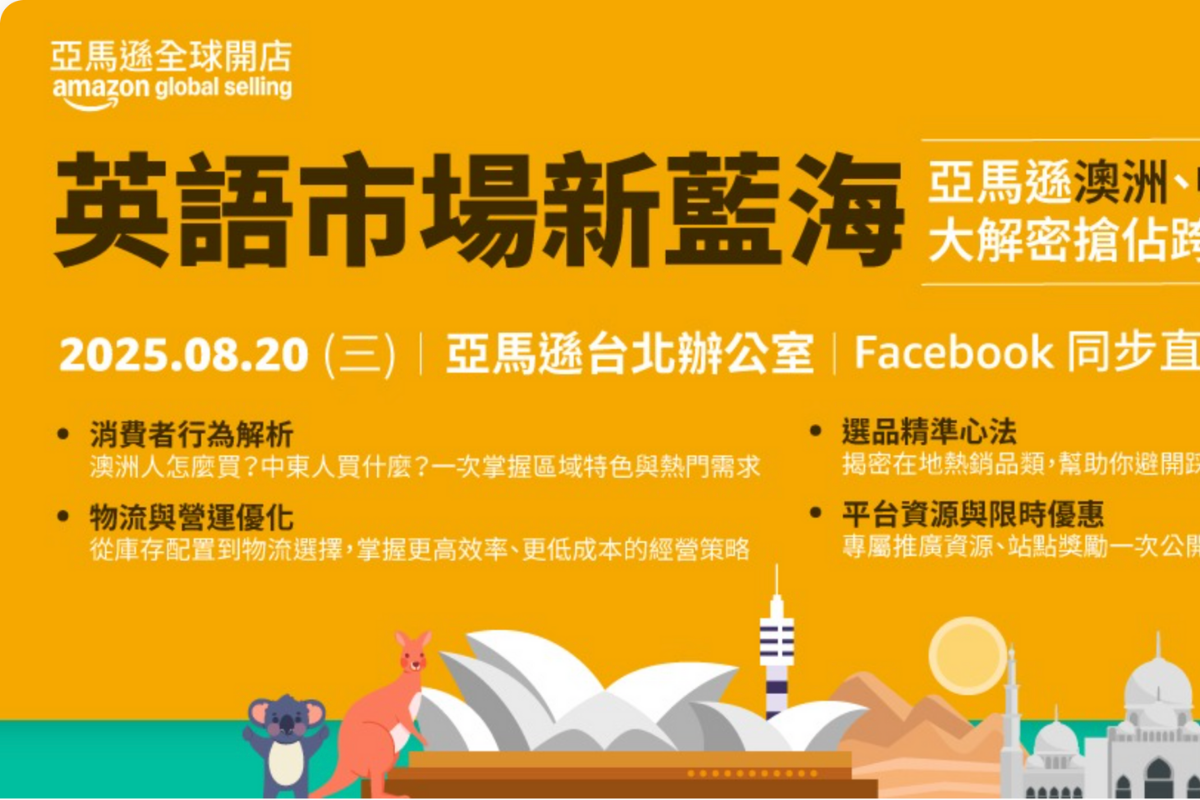 亞馬遜全球開店
amazon global selling
英語市場新藍海
亞馬遜澳洲、
大解密搶佔跨
2025.08.20 (三)｜亞馬遜台北辦公室｜Facebook 同步直
• 消費者行為解析
澳洲人怎麼買?中東人買什麼?一次掌握區域特色與熱門需求
• 物流與營運優化
從庫存配置到物流選擇,掌握更高效率、更低成本的經營策略
• 選品精準心法
揭密在地熱銷品類,幫助你避開踩
• 平台資源與限時優惠
專屬推廣資源、站點獎勵一次公開